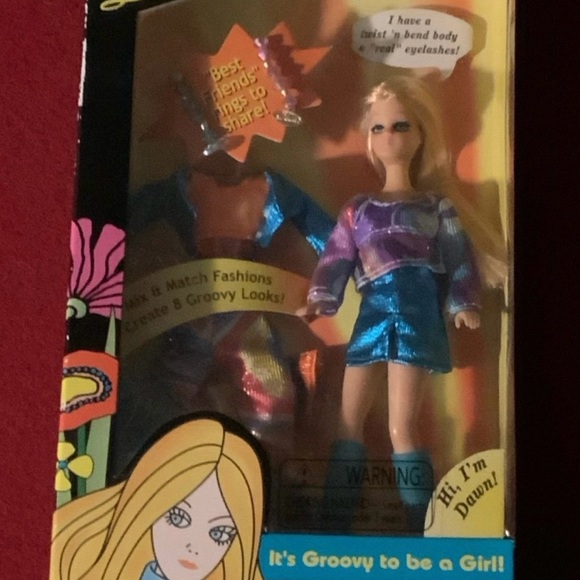 I have a
twist 'n bend body
& "real" eyelashes!
"Best
Friends"
rings to
share!
Mix & Match Fashions
Create 8 Groovy Looks!
WARNING
Hi, I'm
Dawn!
It's Groovy to be a Girl!